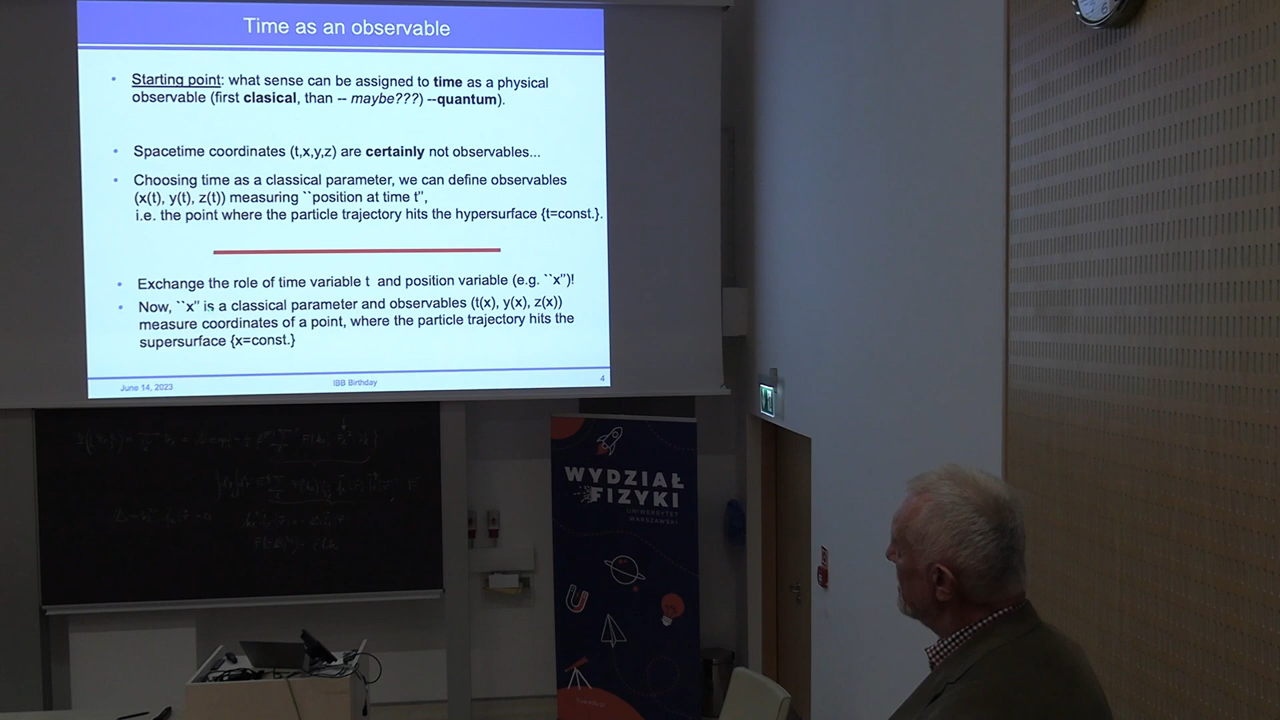 Time as an observable
Starting point: what sense can be assigned to time as a physical
observable (first clasical, than -- maybe???) --quantum).
Spacetime coordinates (t,x,y,z) are certainly not observables...
Choosing time as a classical parameter, we can define observables
(x(t), y(t), z(t)) measuring ``position at time t'',
i.e. the point where the particle trajectory hits the hypersurface {t=const.}.
Exchange the role of time variable t and position variable (e.g. ``x'')!
Now, ``x'' is a classical parameter and observables (t(x), y(x), z(x))
measure coordinates of a point, where the particle trajectory hits the
supersurface {x=const.}
June 14, 2023 IBB Birthday 4
WYDZIAŁ
FIZYKI
UNIWERSYTET
WARSZAWSKI